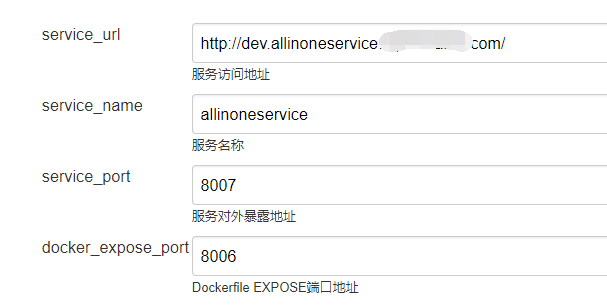 service_url
http://dev.allinoneservice. com/
服务访问地址
service_name
allinoneservice
服务名称
service_port
8007
服务对外暴露地址
docker_expose_port
8006
Dockerfile EXPOSE端口地址